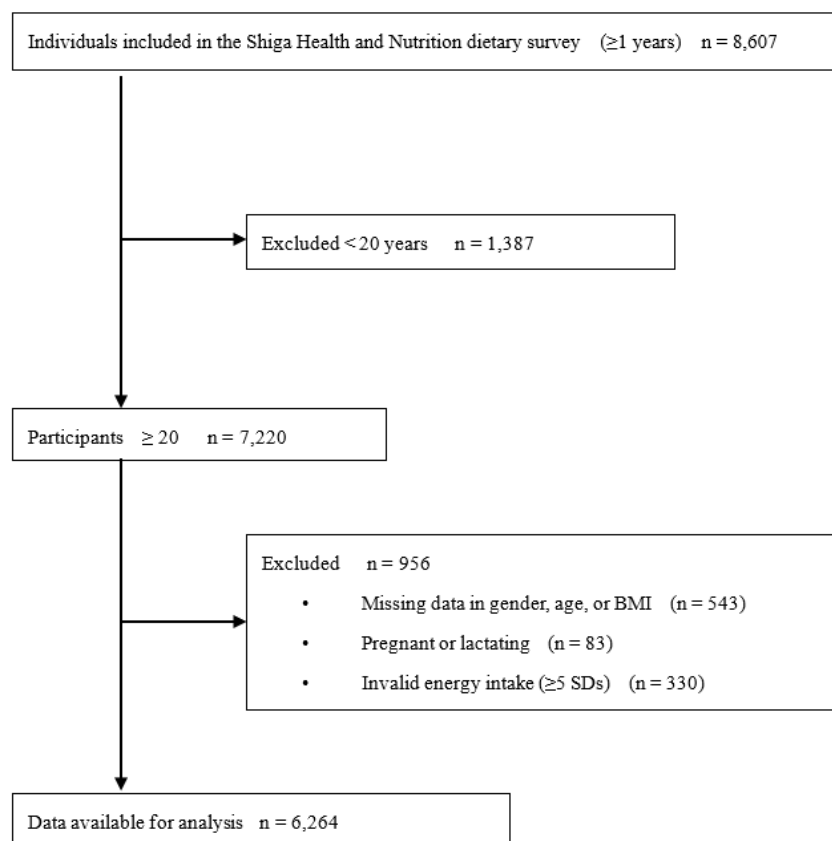 Individuals included in the Shiga Health and Nutrition dietary survey (≥1 years) n = 8,607
Excluded < 20 years n = 1,387
Participants ≥ 20 n = 7,220
Excluded n = 956
• Missing data in gender, age, or BMI (n = 543)
• Pregnant or lactating (n = 83)
• Invalid energy intake (≥5 SDs) (n = 330)
Data available for analysis n = 6,264